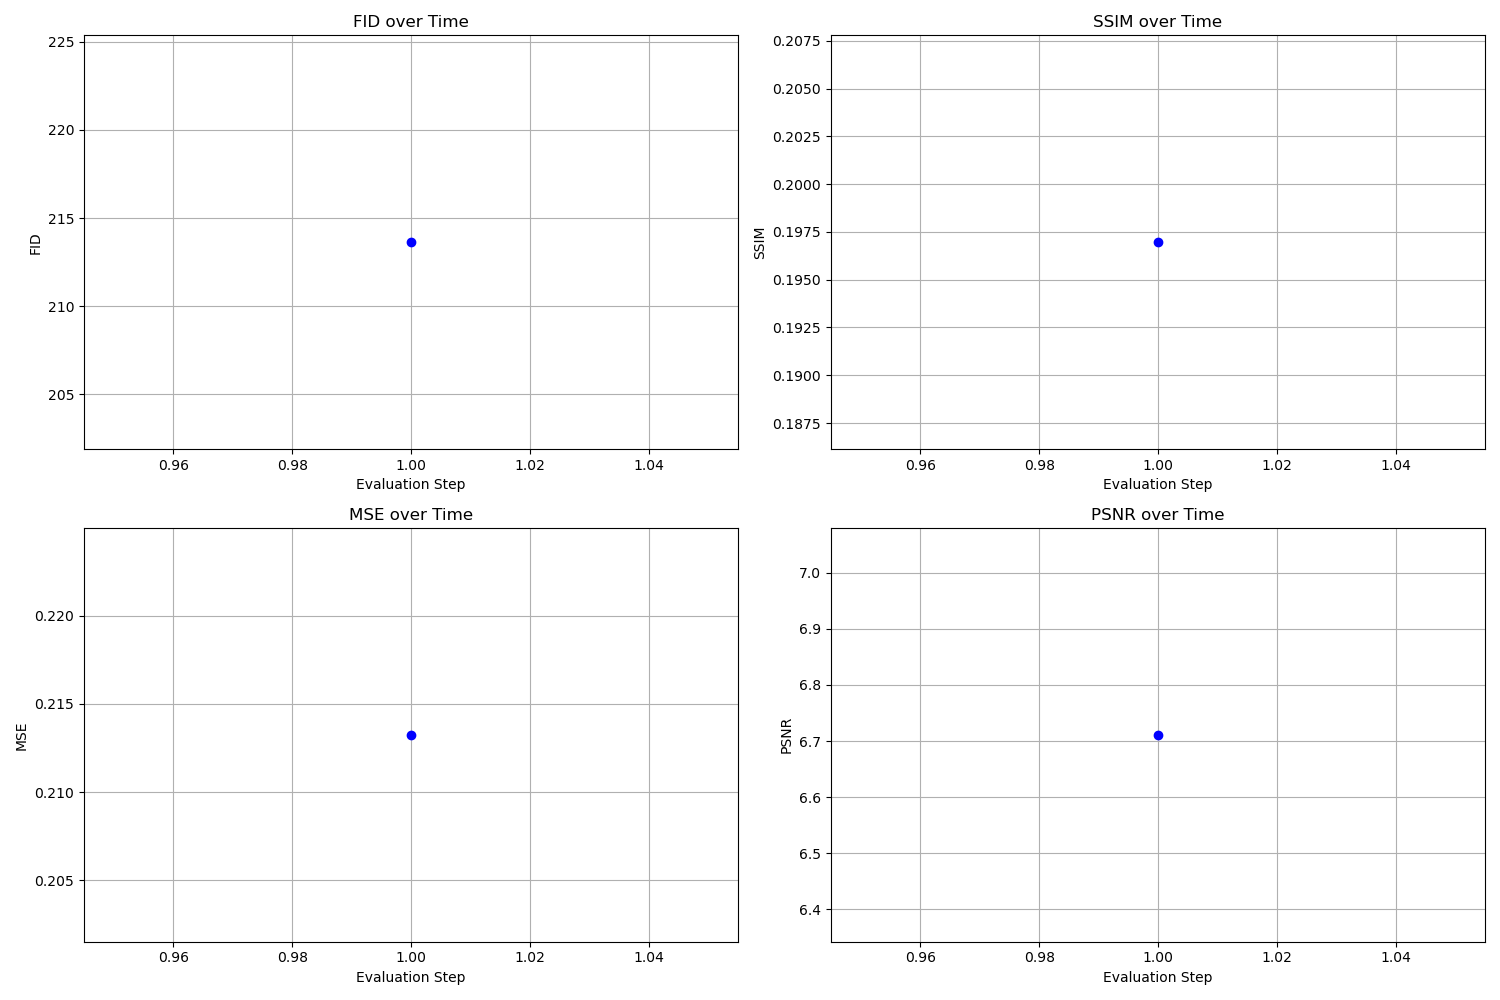 FID over Time
225
220
215
210
205
FID
0.96 0.98 1.00 1.02 1.04
Evaluation Step
SSIM over Time
0.2075
0.2050
0.2025
0.2000
0.1975
0.1950
0.1925
0.1900
0.1875
SSIM
0.96 0.98 1.00 1.02 1.04
Evaluation Step
MSE over Time
0.220
0.215
0.210
0.205
MSE
0.96 0.98 1.00 1.02 1.04
Evaluation Step
PSNR over Time
7.0
6.9
6.8
6.7
6.6
6.5
6.4
PSNR
0.96 0.98 1.00 1.02 1.04
Evaluation Step